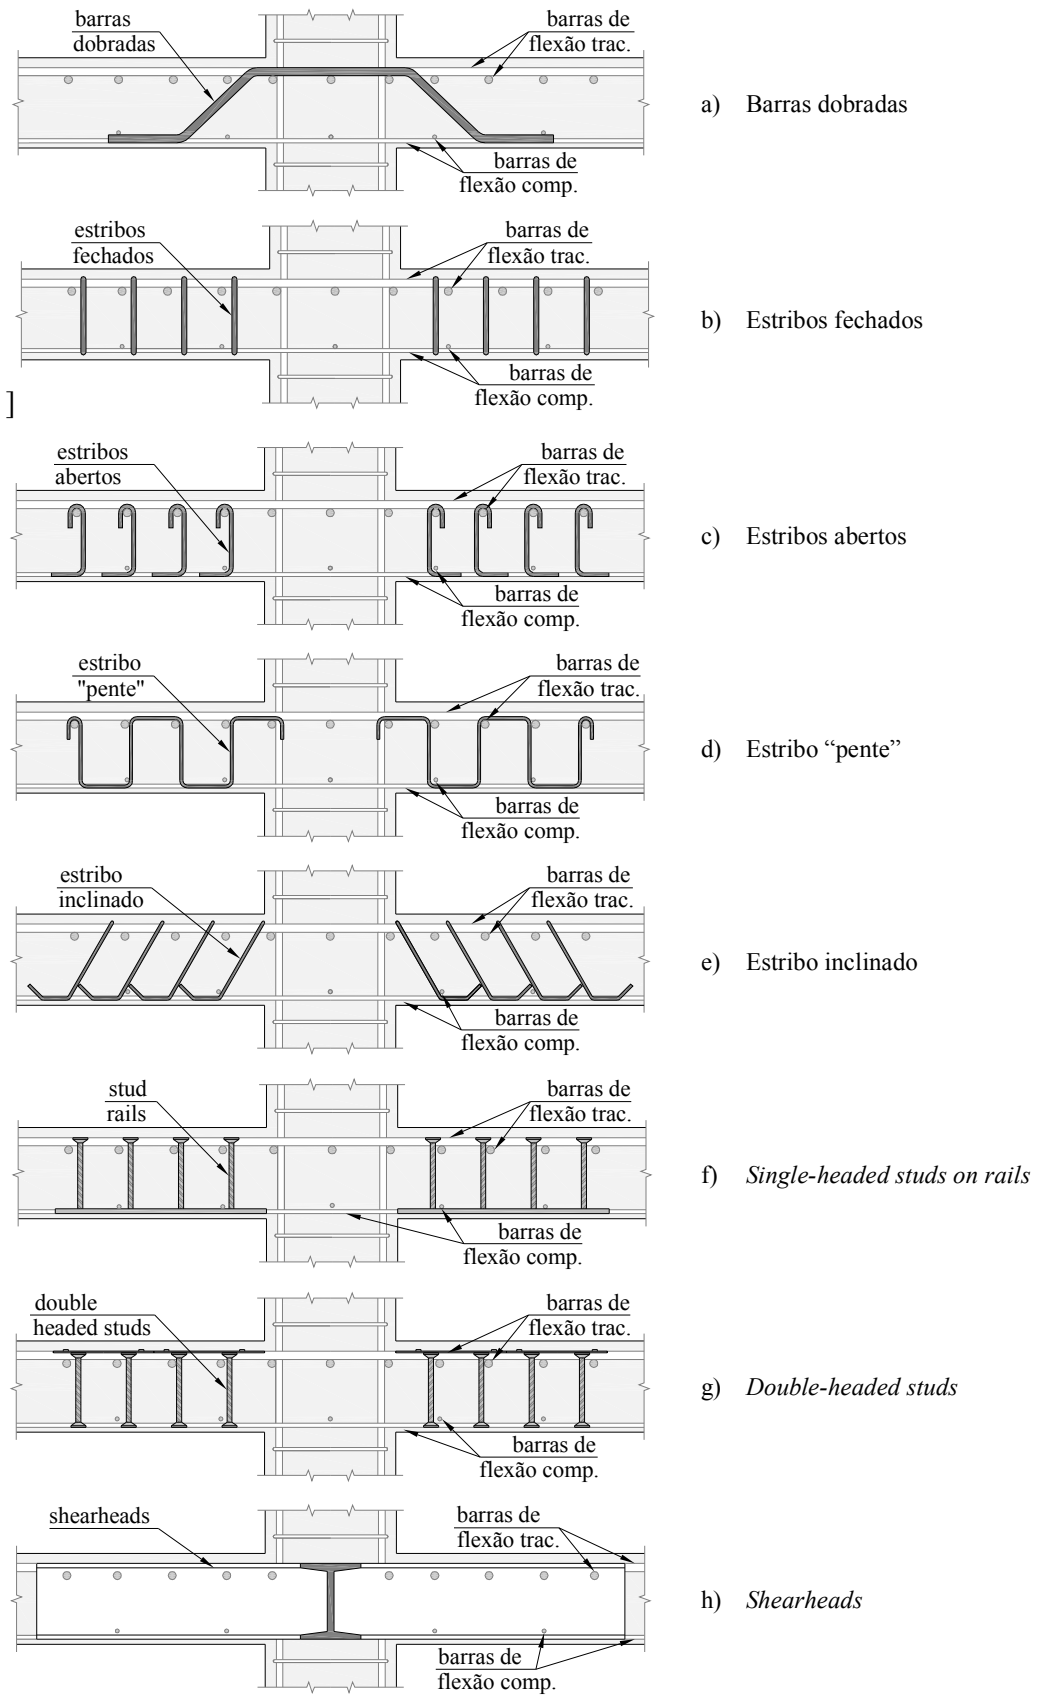 barras
dobradas
barras de
flexão trac.
barras de
flexão comp.
a) Barras dobradas
estribos
fechados
barras de
flexão trac.
barras de
flexão comp.
b) Estribos fechados
]
estribos
abertos
barras de
flexão trac.
barras de
flexão comp.
c) Estribos abertos
estribo
"pente"
barras de
flexão trac.
barras de
flexão comp.
d) Estribo “pente”
estribo
inclinado
barras de
flexão trac.
barras de
flexão comp.
e) Estribo inclinado
stud
rails
barras de
flexão trac.
barras de
flexão comp.
f) Single-headed studs on rails
double
headed studs
barras de
flexão trac.
barras de
flexão comp.
g) Double-headed studs
shearheads
barras de
flexão trac.
barras de
flexão comp.
h) Shearheads